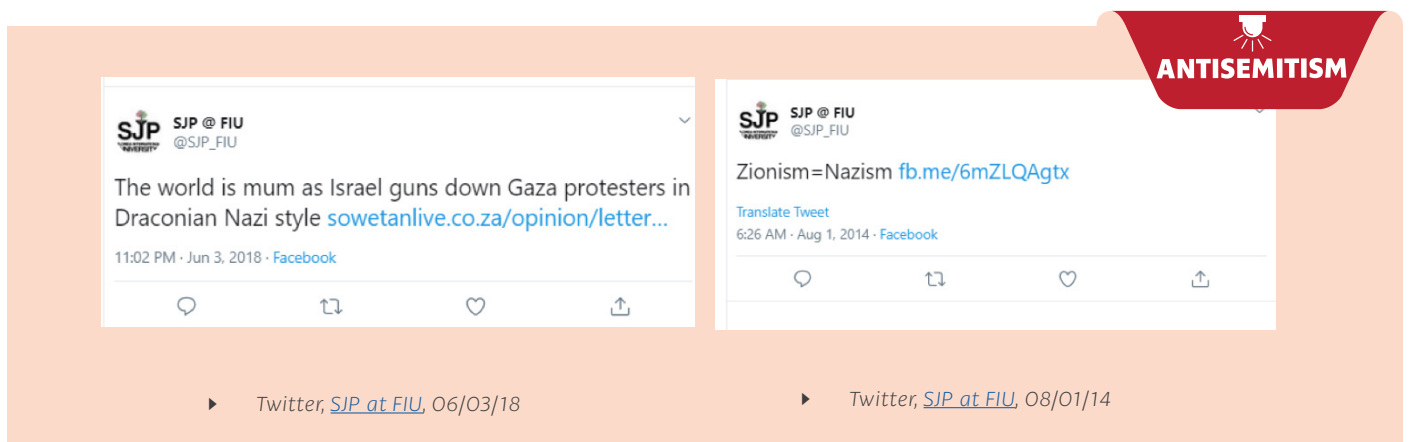 ANTISEMITISM
SJP
SJP @ FIU
@SJP_FIU
The world is mum as Israel guns down Gaza protesters in
Draconian Nazi style sowetanlive.co.za/opinion/letter...
11:02 PM · Jun 3, 2018 · Facebook
SJP
SJP @ FIU
@SJP_FIU
Zionism=Nazism fb.me/6mZLQAgtx
Translate Tweet
6:26 AM · Aug 1, 2014 · Facebook
Twitter, SJP at FIU, 06/03/18
Twitter, SJP at FIU, 08/01/14